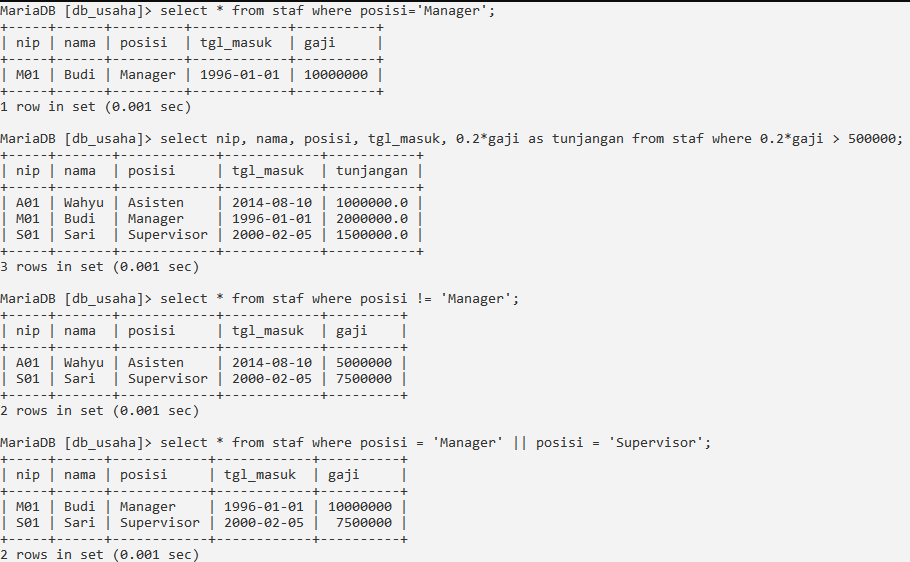 MariaDB [db_usaha]> select * from staf where posisi='Manager';
+-----+------+---------+------------+----------+
| nip | nama | posisi  | tgl_masuk  | gaji     |
+-----+------+---------+------------+----------+
| M01 | Budi | Manager | 1996-01-01 | 10000000 |
+-----+------+---------+------------+----------+
1 row in set (0.001 sec)

MariaDB [db_usaha]> select nip, nama, posisi, tgl_masuk, 0.2*gaji as tunjangan from staf where 0.2*gaji > 500000;
+-----+-------+------------+------------+-----------+
| nip | nama  | posisi     | tgl_masuk  | tunjangan |
+-----+-------+------------+------------+-----------+
| A01 | Wahyu | Asisten    | 2014-08-10 | 1000000.0 |
| M01 | Budi  | Manager    | 1996-01-01 | 2000000.0 |
| S01 | Sari  | Supervisor | 2000-02-05 | 1500000.0 |
+-----+-------+------------+------------+-----------+
3 rows in set (0.001 sec)

MariaDB [db_usaha]> select * from staf where posisi != 'Manager';
+-----+-------+------------+------------+---------+
| nip | nama  | posisi     | tgl_masuk  | gaji    |
+-----+-------+------------+------------+---------+
| A01 | Wahyu | Asisten    | 2014-08-10 | 5000000 |
| S01 | Sari  | Supervisor | 2000-02-05 | 7500000 |
+-----+-------+------------+------------+---------+
2 rows in set (0.001 sec)

MariaDB [db_usaha]> select * from staf where posisi = 'Manager' || posisi = 'Supervisor';
+-----+------+------------+------------+----------+
| nip | nama | posisi     | tgl_masuk  | gaji     |
+-----+------+------------+------------+----------+
| M01 | Budi | Manager    | 1996-01-01 | 10000000 |
| S01 | Sari | Supervisor | 2000-02-05 |  7500000 |
+-----+------+------------+------------+----------+
2 rows in set (0.001 sec)